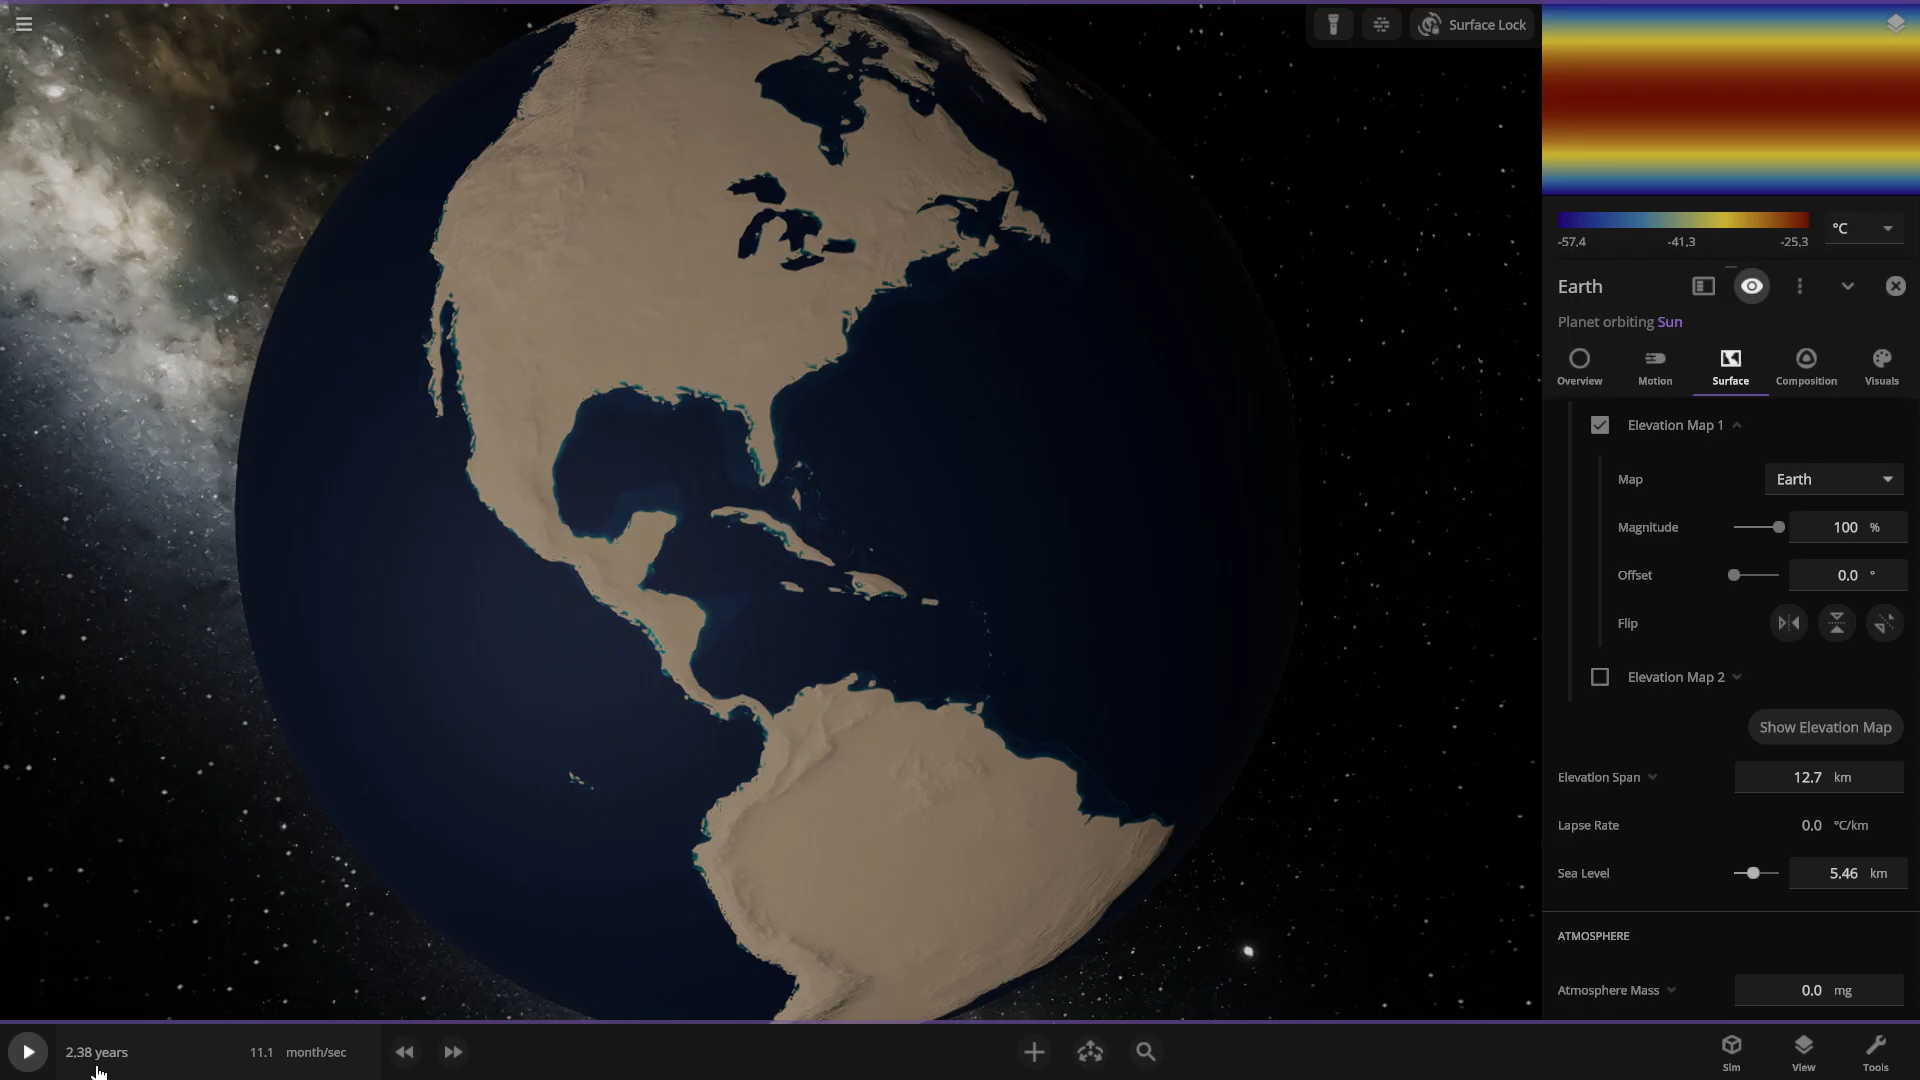 Surface Lock
°C
-57,4 -41,3 -25,3
Earth
Planet orbiting Sun
Overview Motion Surface Composition Visuals
Elevation Map 1
Map Earth
Magnitude 100 %
Offset 0.0 °
Flip
Elevation Map 2
Show Elevation Map
Elevation Span 12.7 km
Lapse Rate 0.0 °C/km
Sea Level 5.46 km
ATMOSPHERE
Atmosphere Mass 0.0 mg
2,38 years 11.1 month/sec
Sim View Tools